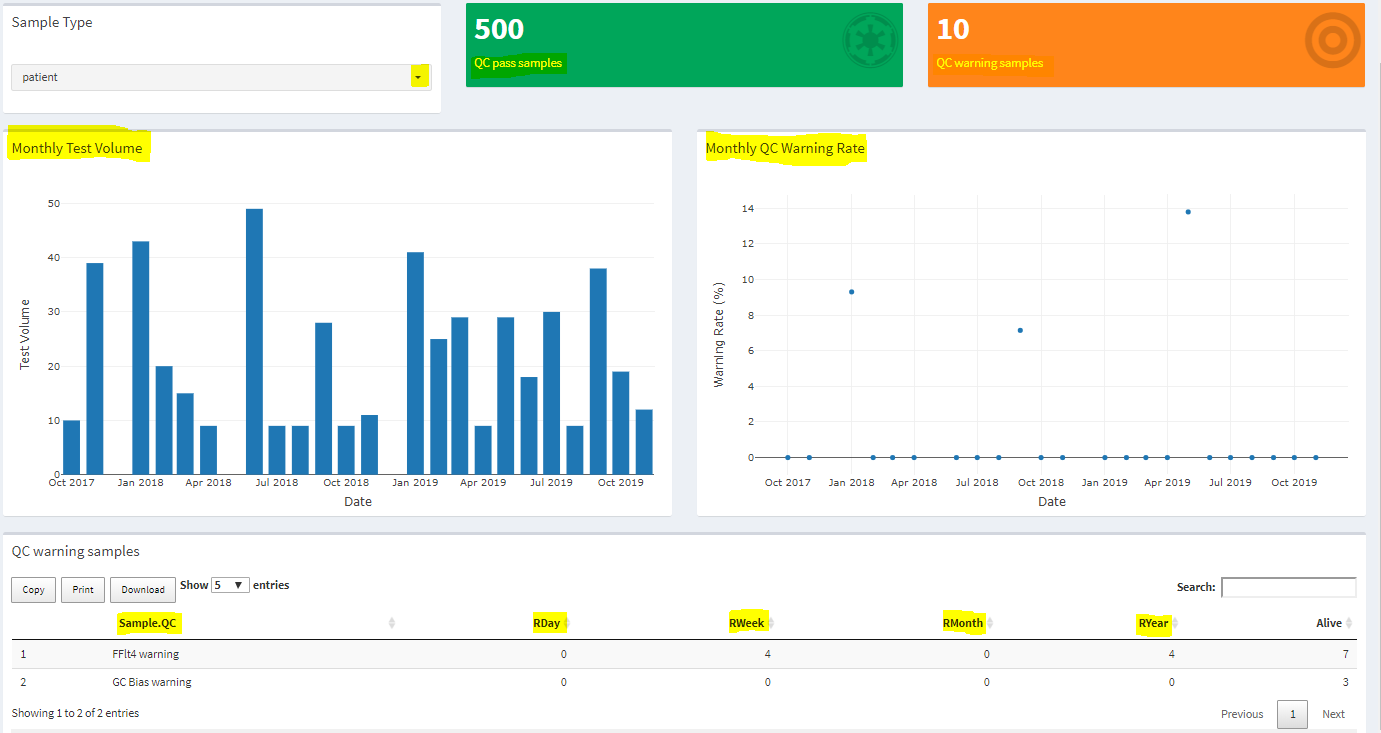 Sample Type
patient
500
QC pass samples
10
QC warning samples
Monthly Test Volume
50
40
30
20
10
0
Test Volume
Oct 2017 Jan 2018 Apr 2018 Jul 2018 Oct 2018 Jan 2019 Apr 2019 Jul 2019 Oct 2019
Date
Monthly QC Warning Rate
14
12
10
8
6
4
2
0
Warning Rate (%)
Oct 2017 Jan 2018 Apr 2018 Jul 2018 Oct 2018 Jan 2019 Apr 2019 Jul 2019 Oct 2019
Date
QC warning samples
Copy Print Download Show 5 entries Search:
Sample.QC RDay RWeek RMonth RYear Alive
1 FFlt4 warning 0 4 0 4 7
2 GC Bias warning 0 0 0 0 3
Showing 1 to 2 of 2 entries Previous 1 Next